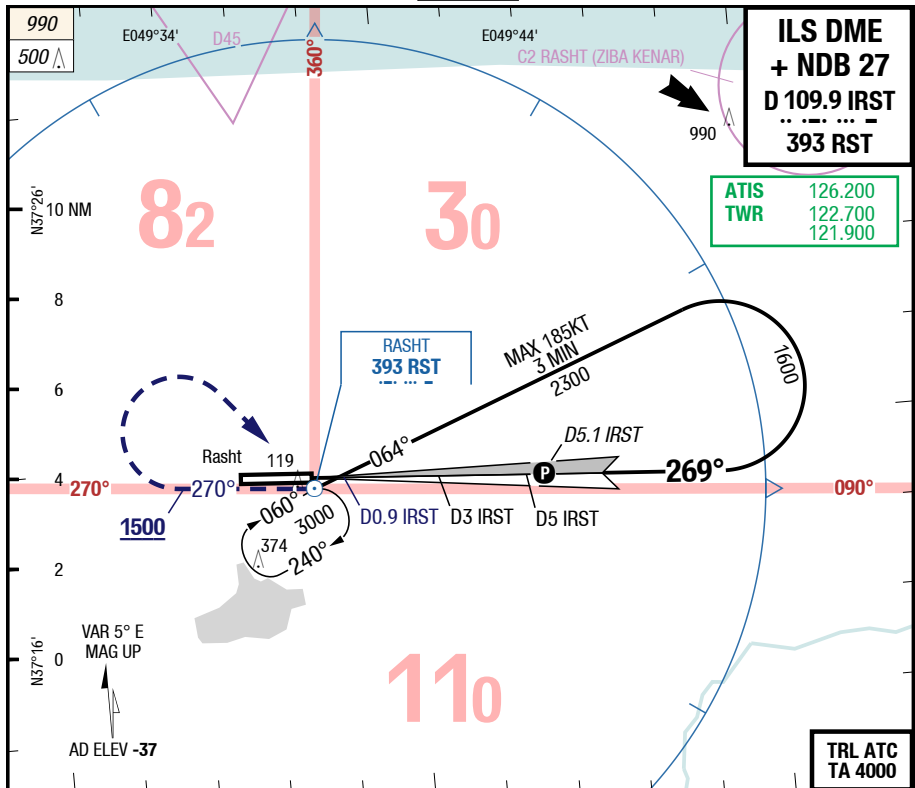 990
500
E049°34'
D45
360°
E049°44'
C2 RASHT (ZIBA KENAR)
990
ILS DME
+ NDB 27
D 109.9 IRST
393 RST
ATIS 126.200
TWR 122.700
121.900
N37°26'
10 NM
82
30
8
6
4
2
0
RASHT
393 RST
MAX 185KT
3 MIN
2300
1600
D5.1 IRST
064°
P
269°
Rasht
119
270°
270°
090°
1500
060°
3000
D0.9 IRST
D3 IRST
D5 IRST
374
240°
N37°16'
VAR 5° E
MAG UP
110
AD ELEV -37
TRL ATC
TA 4000